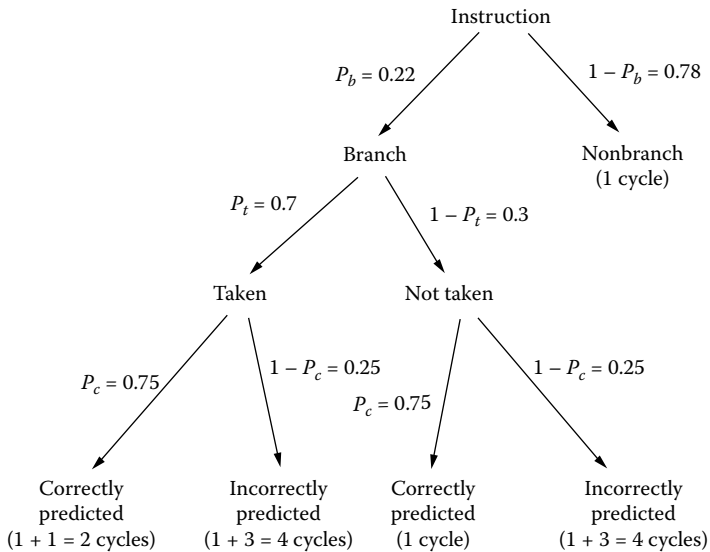 Instruction
P_b = 0.22
1 – P_b = 0.78
Branch
Nonbranch
(1 cycle)
P_t = 0.7
1 – P_t = 0.3
Taken
Not taken
P_c = 0.75
1 – P_c = 0.25
P_c = 0.75
1 – P_c = 0.25
Correctly
predicted
(1 + 1 = 2 cycles)
Incorrectly
predicted
(1 + 3 = 4 cycles)
Correctly
predicted
(1 cycle)
Incorrectly
predicted
(1 + 3 = 4 cycles)